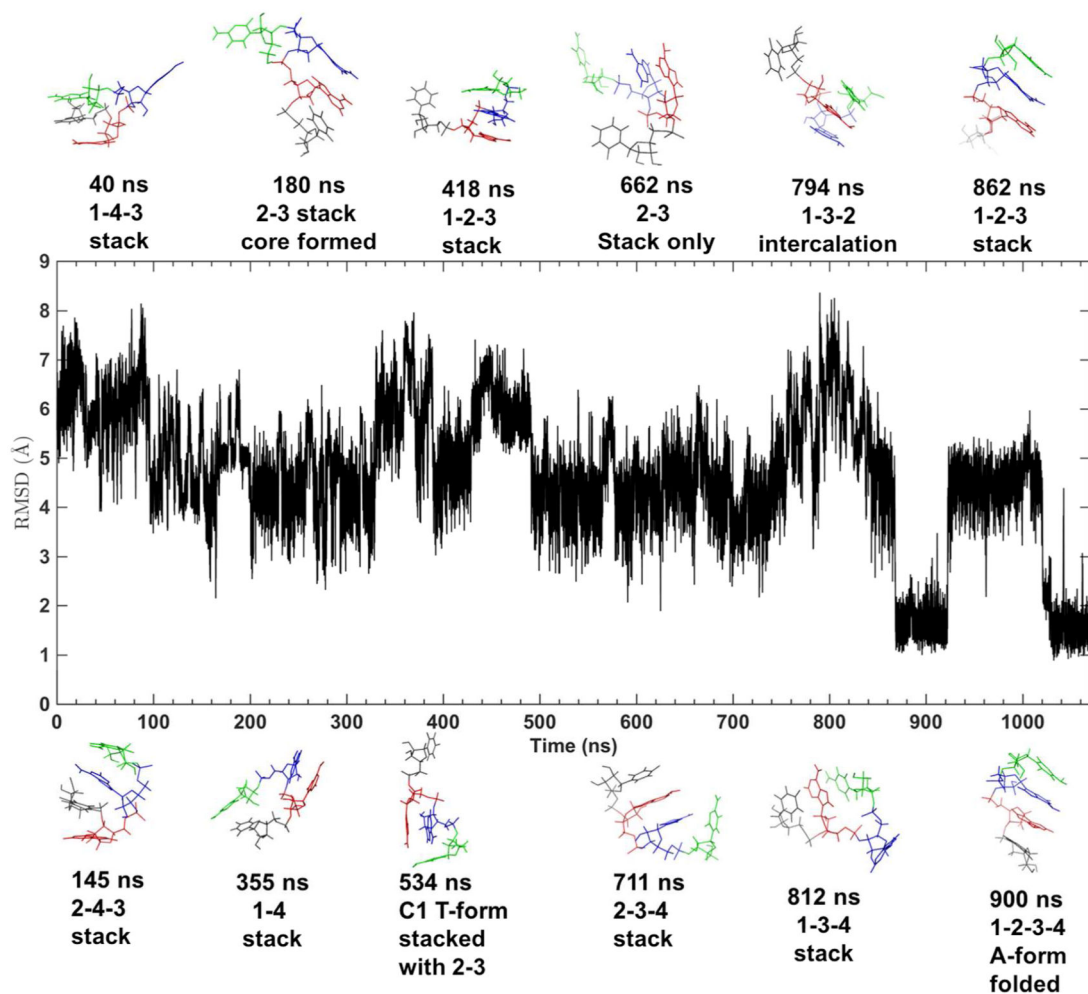 40 ns
1-4-3
stack
180 ns
2-3 stack
core formed
418 ns
1-2-3
stack
662 ns
2-3
Stack only
794 ns
1-3-2
intercalation
862 ns
1-2-3
stack
9
8
7
6
5
4
3
2
1
0
RMSD (Å)
0 100 200 300 400 500 600 700 800 900 1000
Time (ns)
145 ns
2-4-3
stack
355 ns
1-4
stack
534 ns
C1 T-form
stacked
with 2-3
711 ns
2-3-4
stack
812 ns
1-3-4
stack
900 ns
1-2-3-4
A-form
folded